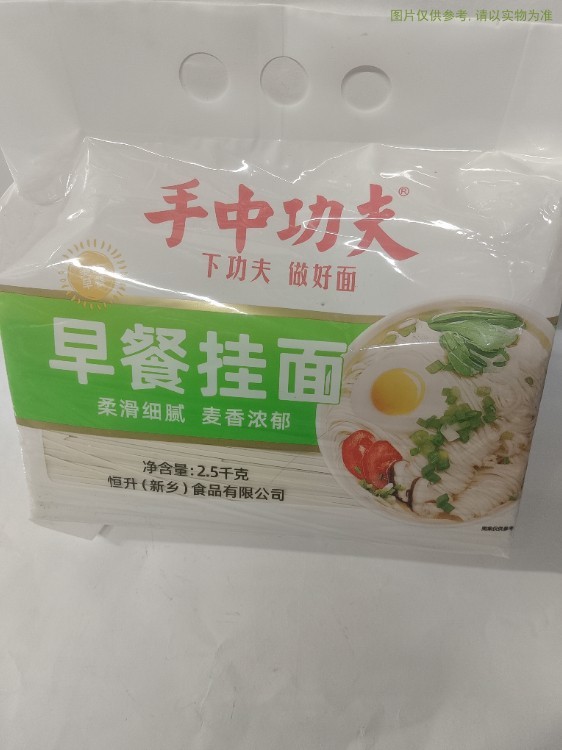 图片仅供参考, 请以实物为准
手中功夫®
下功夫 做好面
早餐挂面
柔滑细腻 麦香浓郁
净含量: 2.5千克
恒升(新乡)食品有限公司